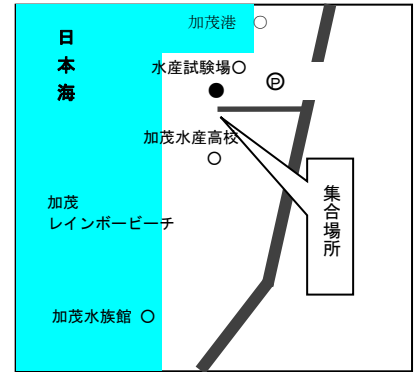 加茂港
日本海
水産試験場
P
加茂水産高校
集合場所
加茂
レインボービーチ
加茂水族館